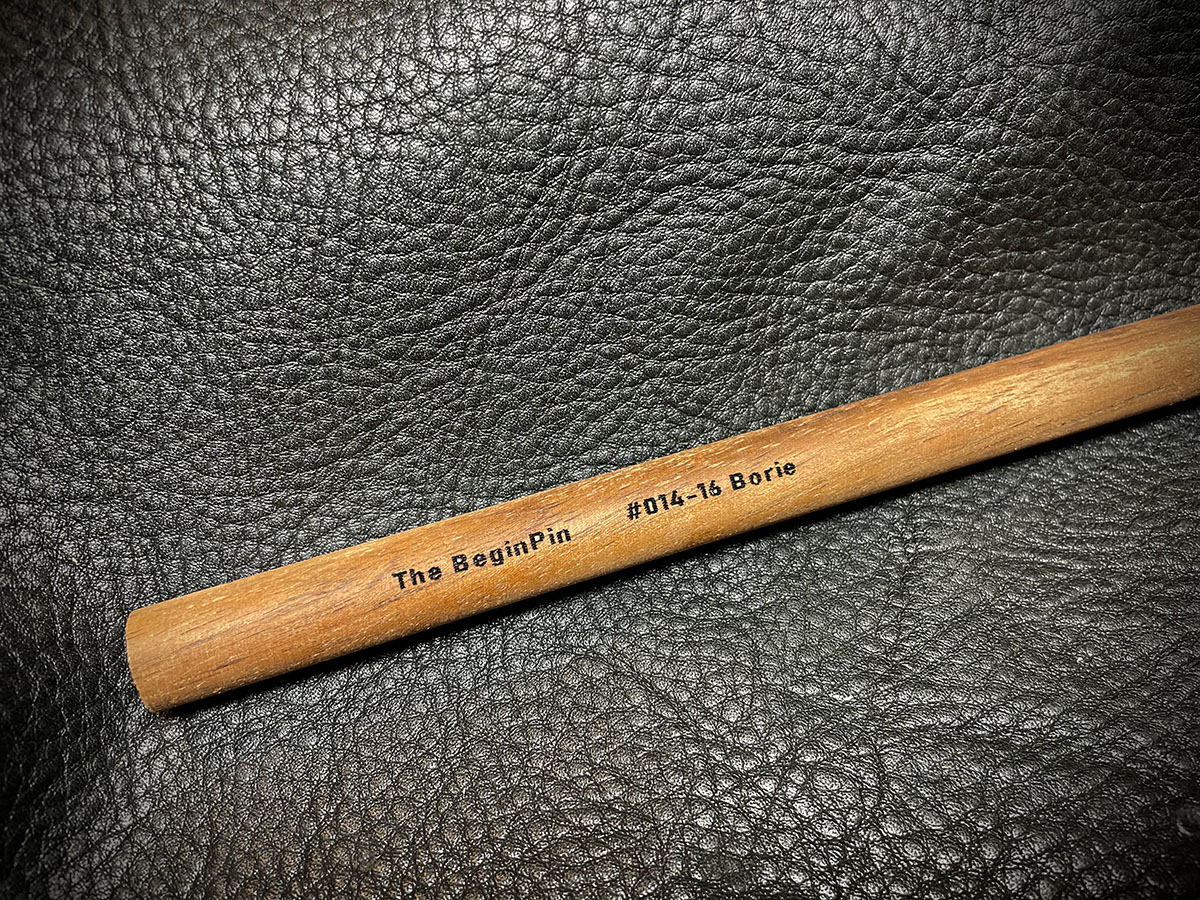 The BeginPin #014-16 Borie